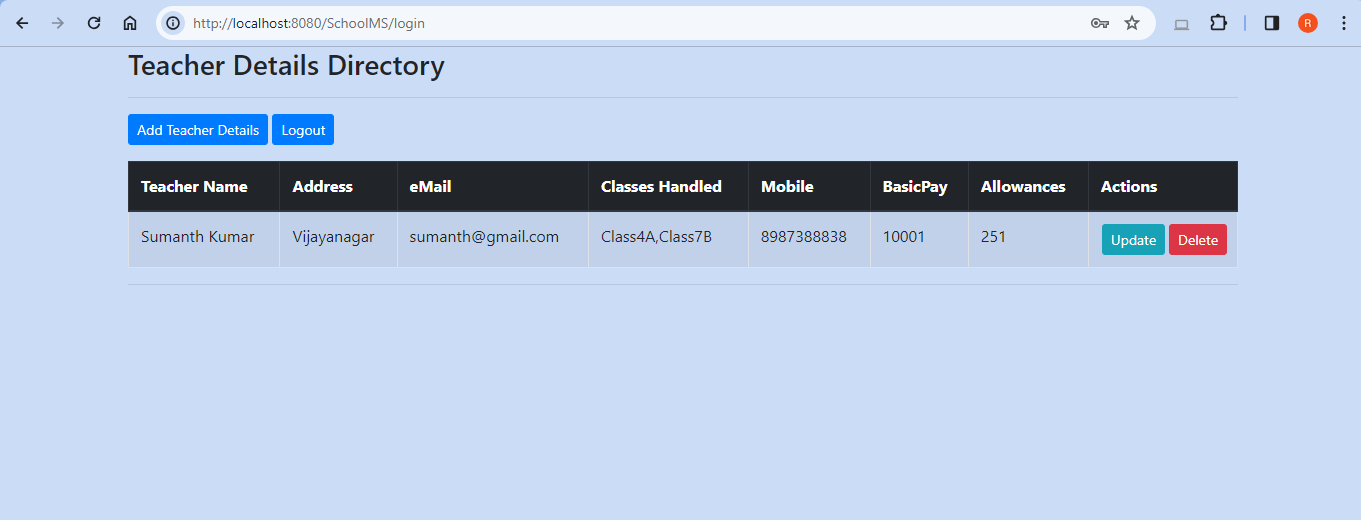 http://localhost:8080/SchoolMS/login
R
Teacher Details Directory
Add Teacher Details Logout
Teacher Name Address eMail Classes Handled Mobile BasicPay Allowances Actions
Sumanth Kumar Vijayanagar sumanth@gmail.com Class4A,Class7B 8987388838 10001 251 Update Delete